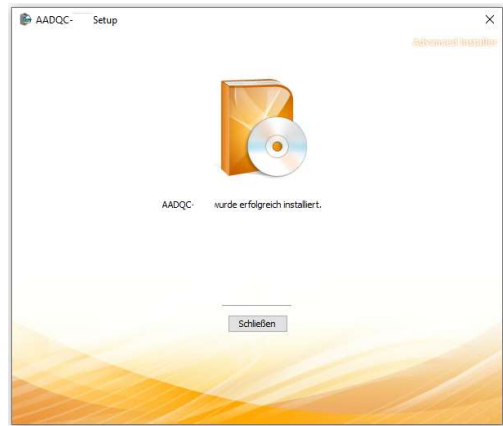 AADQC- Setup
Advanced Installer
AADQC- wurde erfolgreich installiert.
Schließen